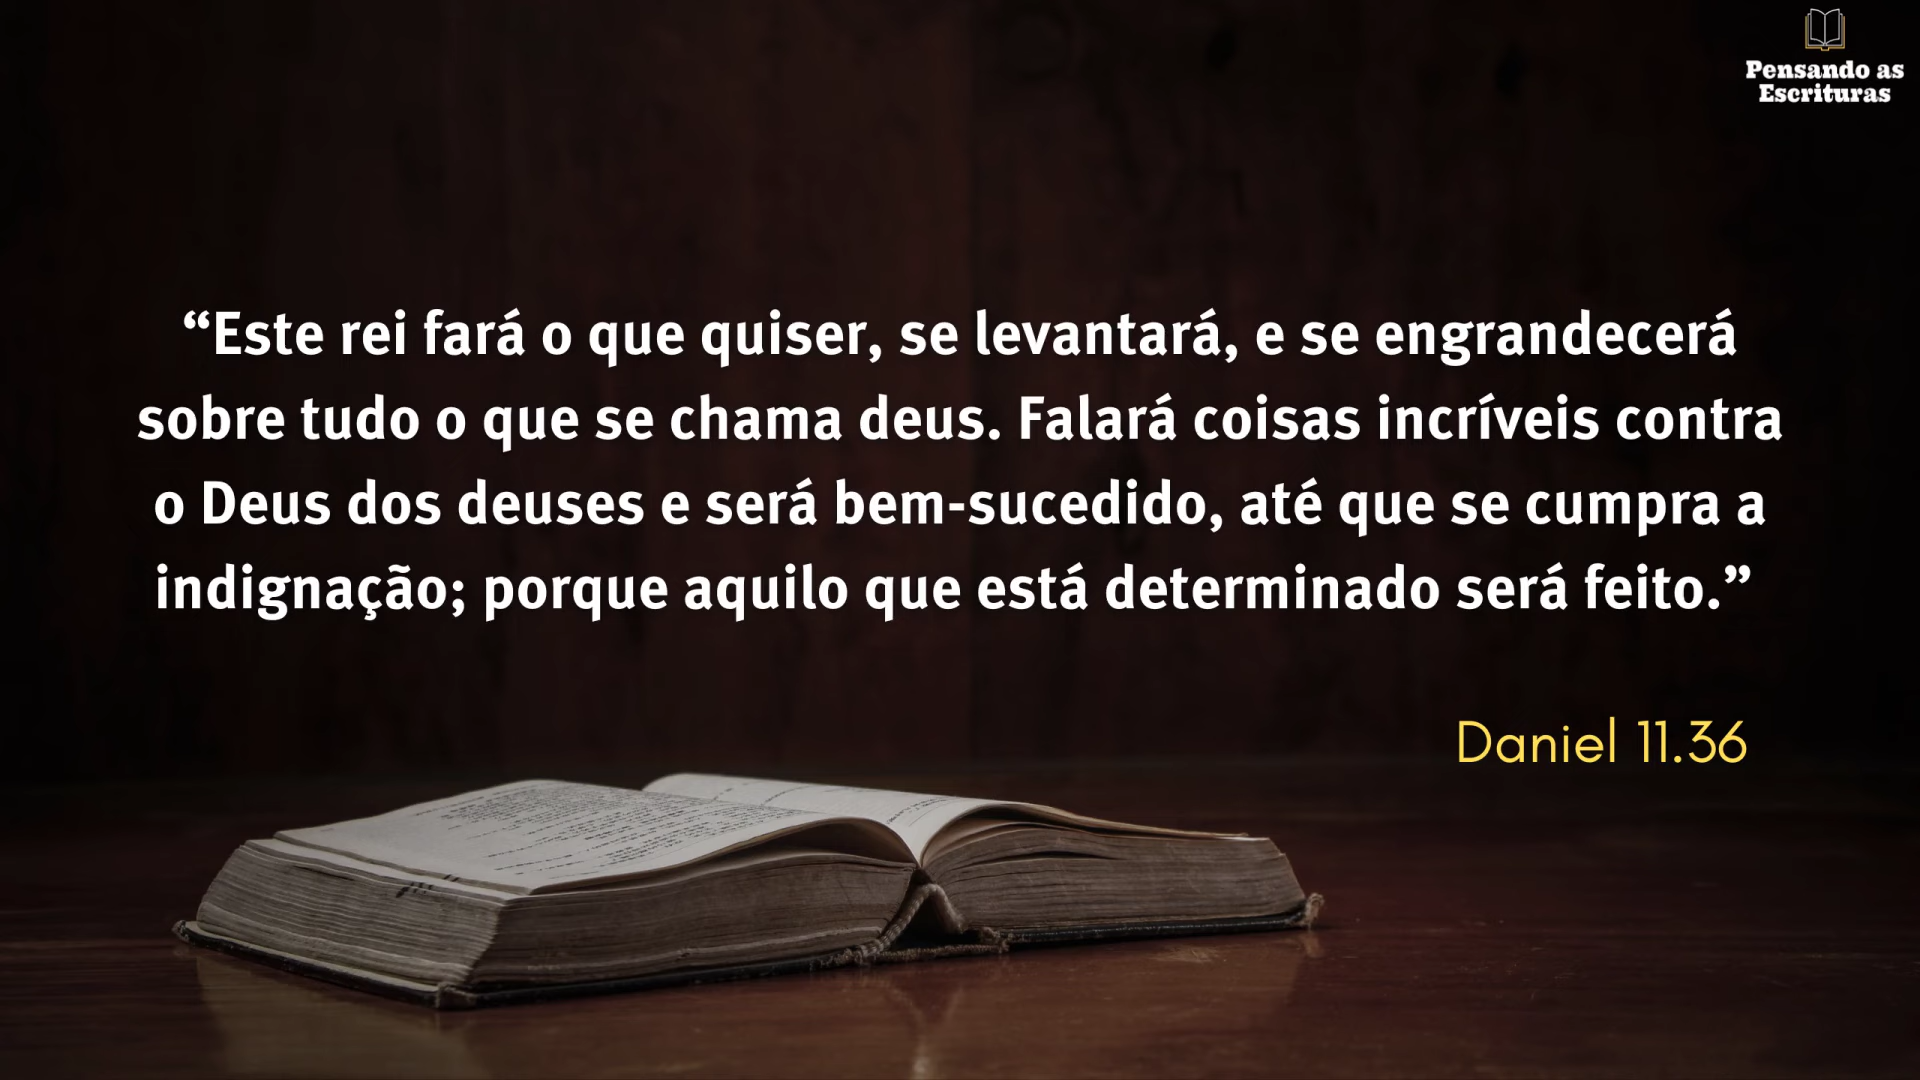 Pensando as
Escrituras
“Este rei fará o que quiser, se levantará, e se engrandecerá
sobre tudo o que se chama deus. Falará coisas incríveis contra
o Deus dos deuses e será bem-sucedido, até que se cumpra a
indignação; porque aquilo que está determinado será feito.”
Daniel 11.36